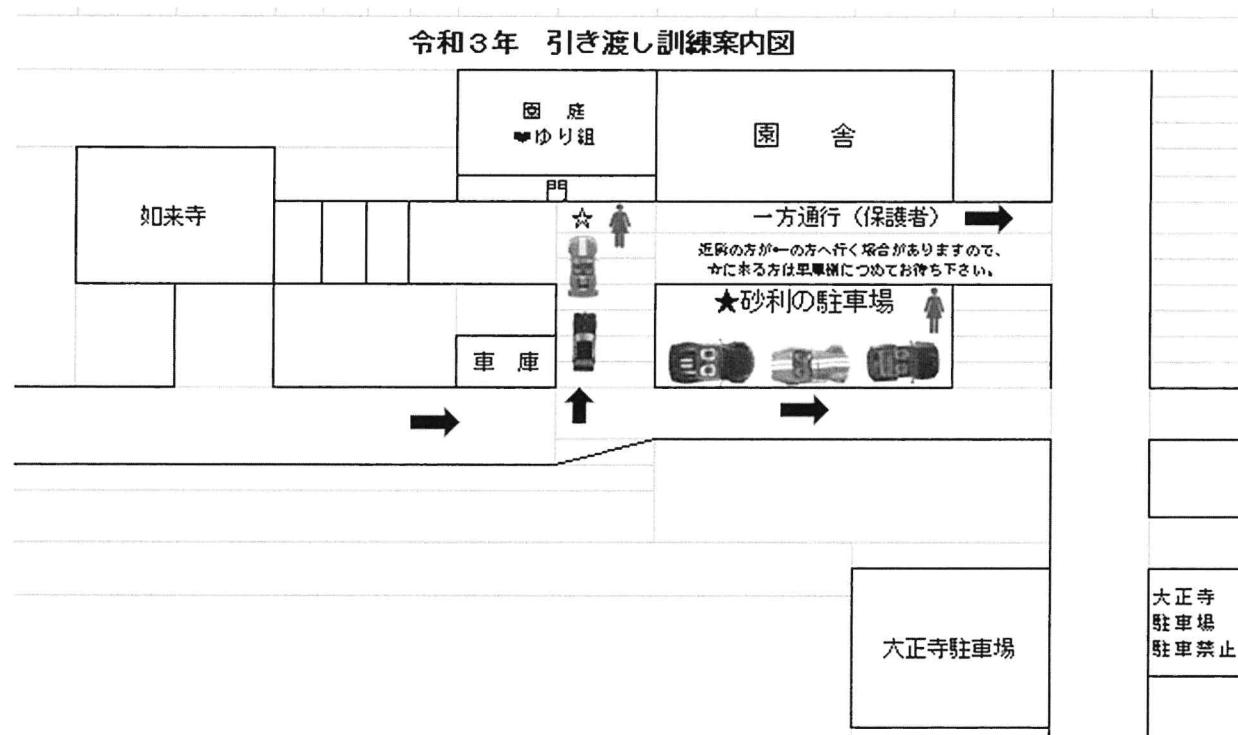 令和3年　引き渡し訓練案内図
園　庭
♥ゆり組
園　舎
門
如来寺
☆
一方通行（保護者）
近隣の方が←の方へ行く場合がありますので、
☆に来る方は車庫側につめてお待ち下さい。
★砂利の駐車場
車　庫
大正寺駐車場
大正寺
駐車場
駐車禁止